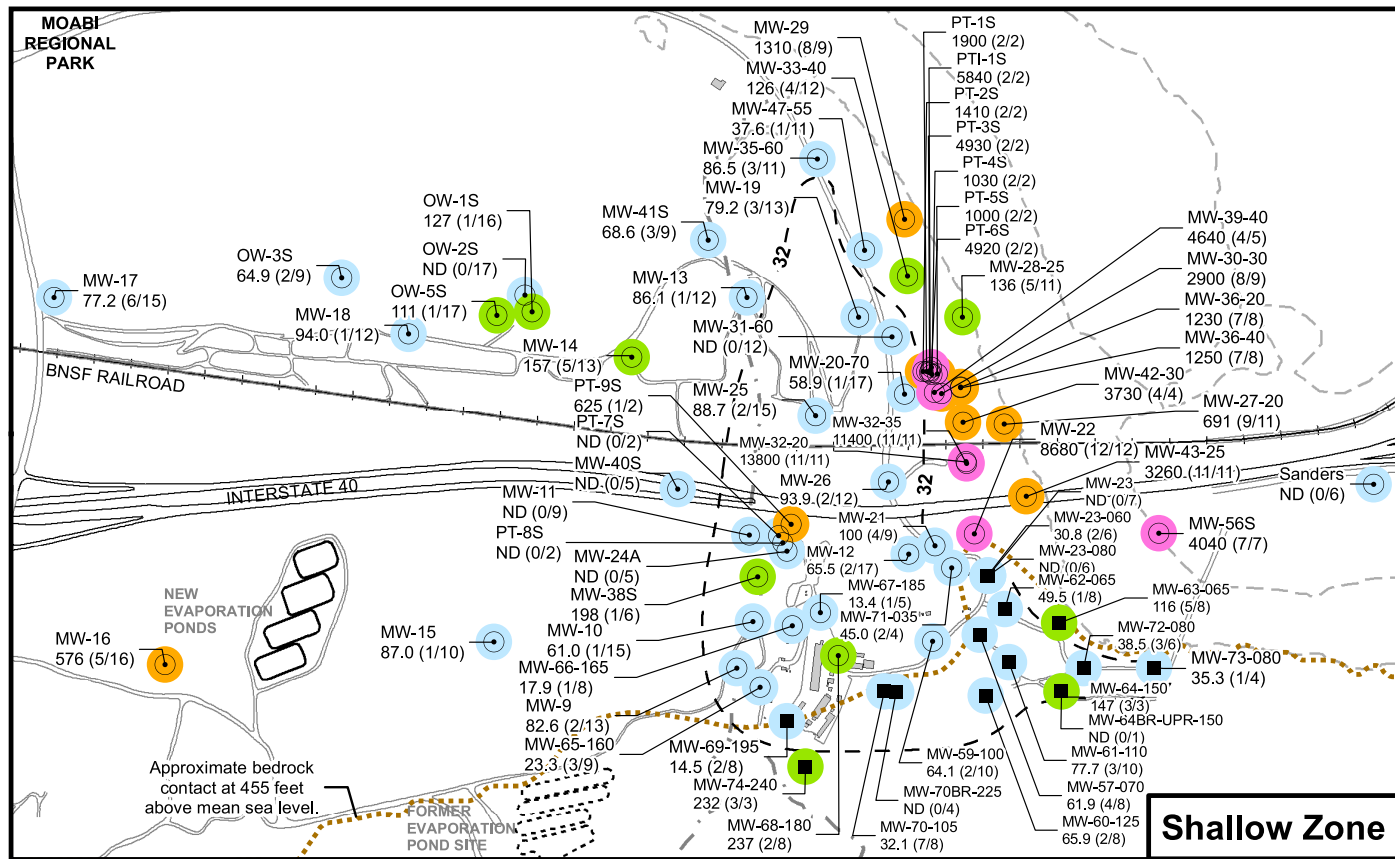 MOABI
REGIONAL
PARK
MW-29
1310 (8/9)
MW-33-40
126 (4/12)
MW-47-55
37.6 (1/11)
MW-35-60
86.5 (3/11)
MW-19
79.2 (3/13)
PT-1S
1900 (2/2)
PTI-1S
5840 (2/2)
PT-2S
1410 (2/2)
PT-3S
4930 (2/2)
PT-4S
1030 (2/2)
PT-5S
1000 (2/2)
PT-6S
4920 (2/2)
MW-28-25
136 (5/11)
MW-39-40
4640 (4/5)
MW-30-30
2900 (8/9)
MW-36-20
1230 (7/8)
MW-36-40
1250 (7/8)
MW-42-30
3730 (4/4)
MW-27-20
691 (9/11)
MW-22
8680 (12/12)
MW-43-25
3260 (11/11)
OW-1S
127 (1/16)
OW-2S
ND (0/17)
OW-5S
111 (1/17)
OW-3S
64.9 (2/9)
MW-17
77.2 (6/15)
MW-18
94.0 (1/12)
MW-41S
68.6 (3/9)
MW-13
86.1 (1/12)
32
MW-31-60
ND (0/12)
MW-14
157 (5/13)
MW-20-70
58.9 (1/17)
MW-25
88.7 (2/15)
BNSF RAILROAD
PT-9S
625 (1/2)
PT-7S
ND (0/2)
MW-40S
ND (0/5)
MW-32-35
11400 (11/11)
MW-32-20
13800 (11/11)
MW-26
93.9 (2/12)
32
INTERSTATE 40
MW-11
ND (0/9)
PT-8S
ND (0/2)
MW-24A
ND (0/5)
MW-38S
198 (1/6)
MW-21
100 (4/9)
MW-12
65.5 (2/17)
MW-23
ND (0/7)
MW-23-060
30.8 (2/6)
MW-23-080
ND (0/6)
MW-62-065
49.5 (1/8)
Sanders
ND (0/6)
MW-56S
4040 (7/7)
MW-63-065
116 (5/8)
MW-72-080
38.5 (3/6)
MW-73-080
35.3 (1/4)
MW-67-185
13.4 (1/5)
MW-71-035
45.0 (2/4)
NEW
EVAPORATION
PONDS
MW-16
576 (5/16)
MW-15
87.0 (1/10)
MW-10
61.0 (1/15)
MW-66-165
17.9 (1/8)
MW-9
82.6 (2/13)
MW-65-160
23.3 (3/9)
MW-69-195
14.5 (2/8)
MW-74-240
232 (3/3)
MW-68-180
237 (2/8)
MW-59-100
64.1 (2/10)
MW-70BR-225
ND (0/4)
MW-70-105
32.1 (7/8)
MW-64-150
147 (3/3)
MW-64BR-UPR-150
ND (0/1)
MW-61-110
77.7 (3/10)
MW-57-070
61.9 (4/8)
MW-60-125
65.9 (2/8)
Approximate bedrock
contact at 455 feet
above mean sea level.
FORMER
EVAPORATION
POND SITE
Shallow Zone